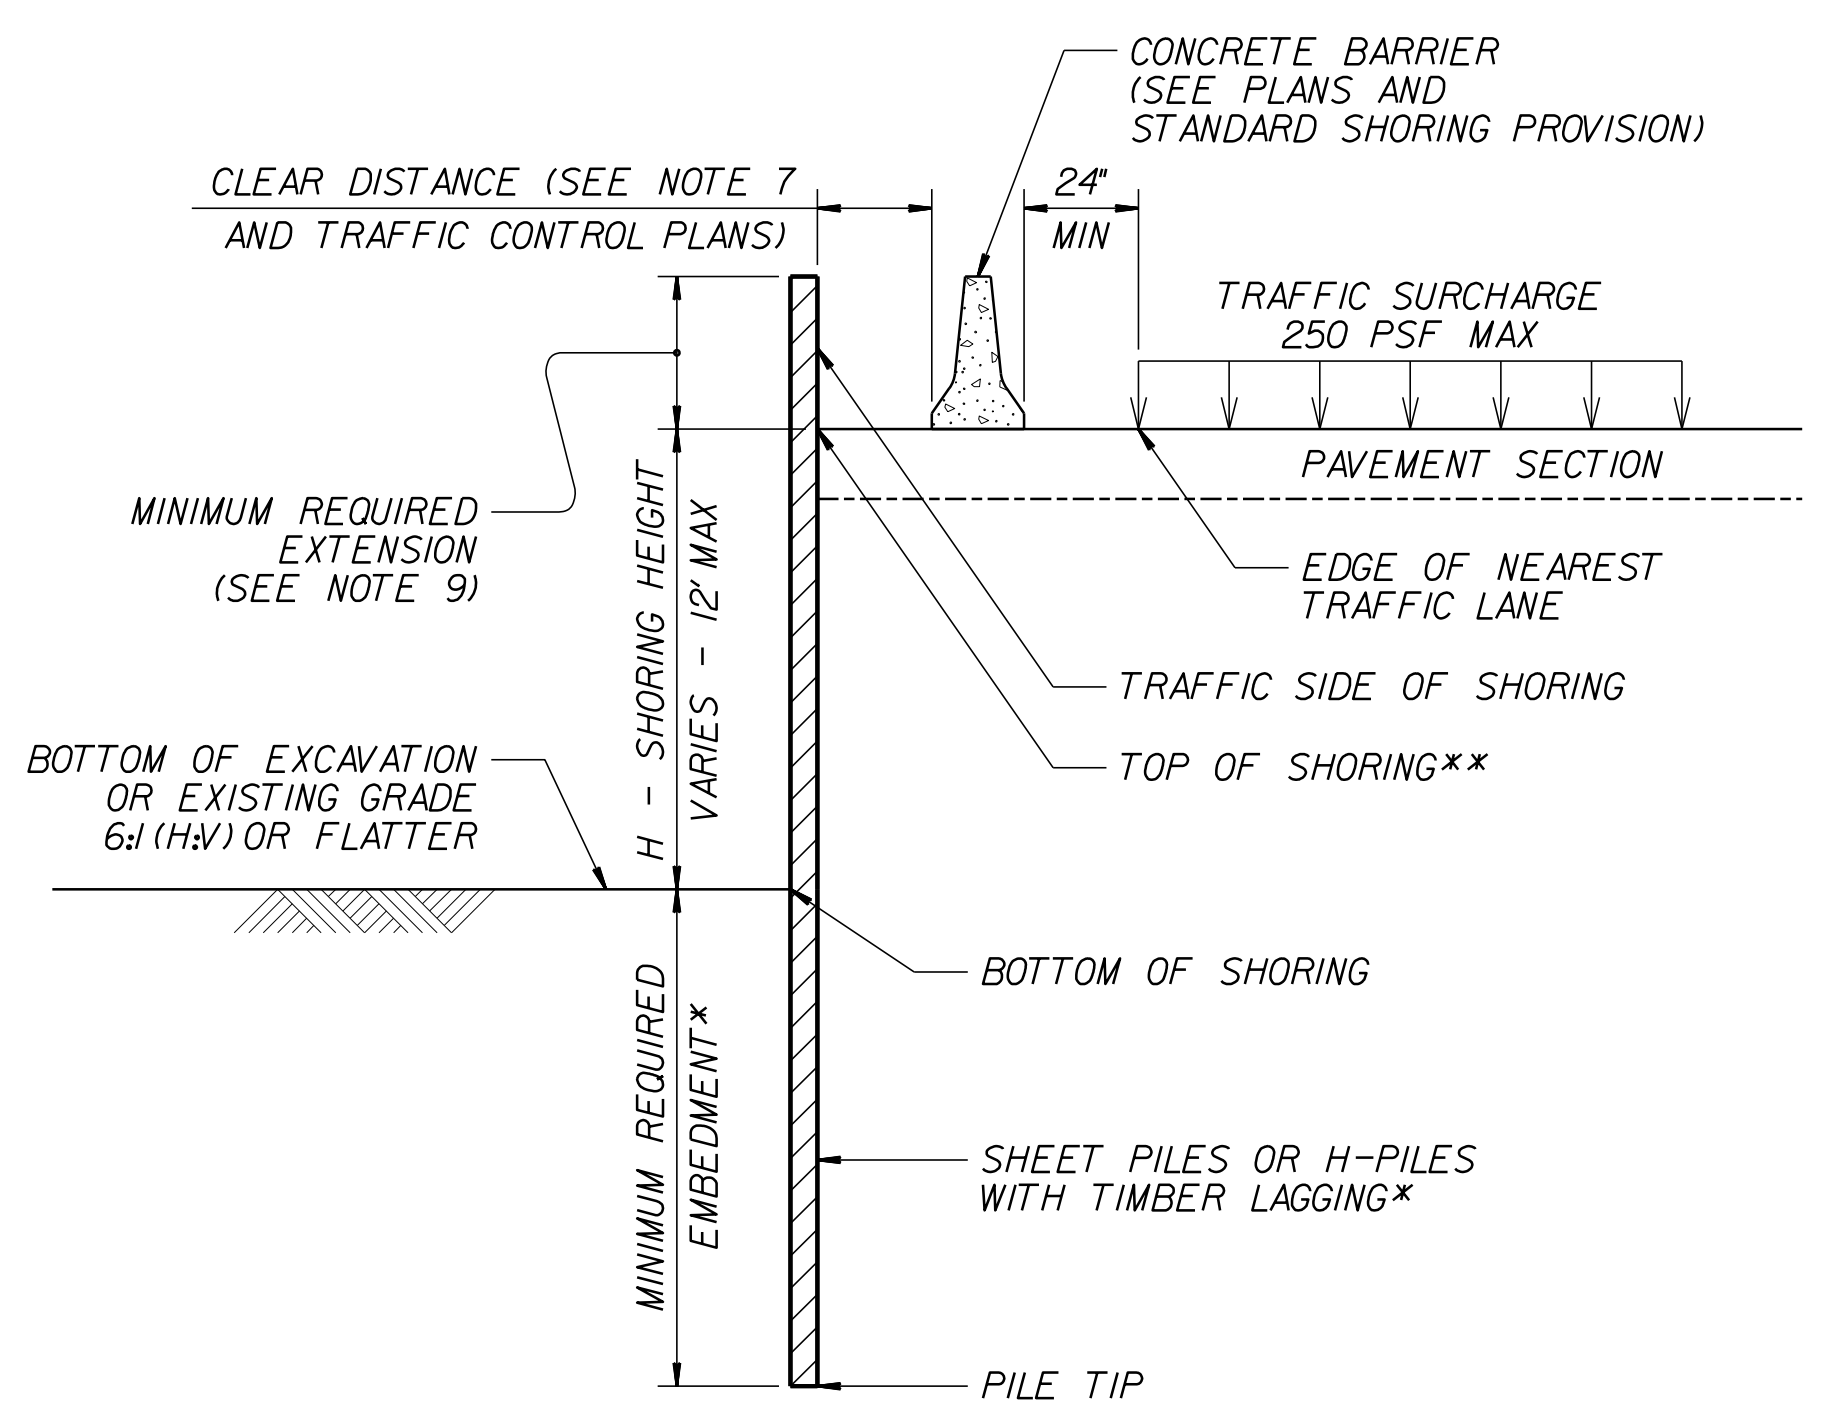 CONCRETE BARRIER
(SEE PLANS AND
STANDARD SHORING PROVISION)
CLEAR DISTANCE (SEE NOTE 7
AND TRAFFIC CONTROL PLANS)
24"
MIN
TRAFFIC SURCHARGE
250 PSF MAX
PAVEMENT SECTION
MINIMUM REQUIRED
EXTENSION
(SEE NOTE 9)
H - SHORING HEIGHT
VARIES - 12' MAX
EDGE OF NEAREST
TRAFFIC LANE
TRAFFIC SIDE OF SHORING
TOP OF SHORING**
BOTTOM OF EXCAVATION
OR EXISTING GRADE
6:1 (H:V) OR FLATTER
BOTTOM OF SHORING
MINIMUM REQUIRED
EMBEDMENT*
SHEET PILES OR H-PILES
WITH TIMBER LAGGING*
PILE TIP